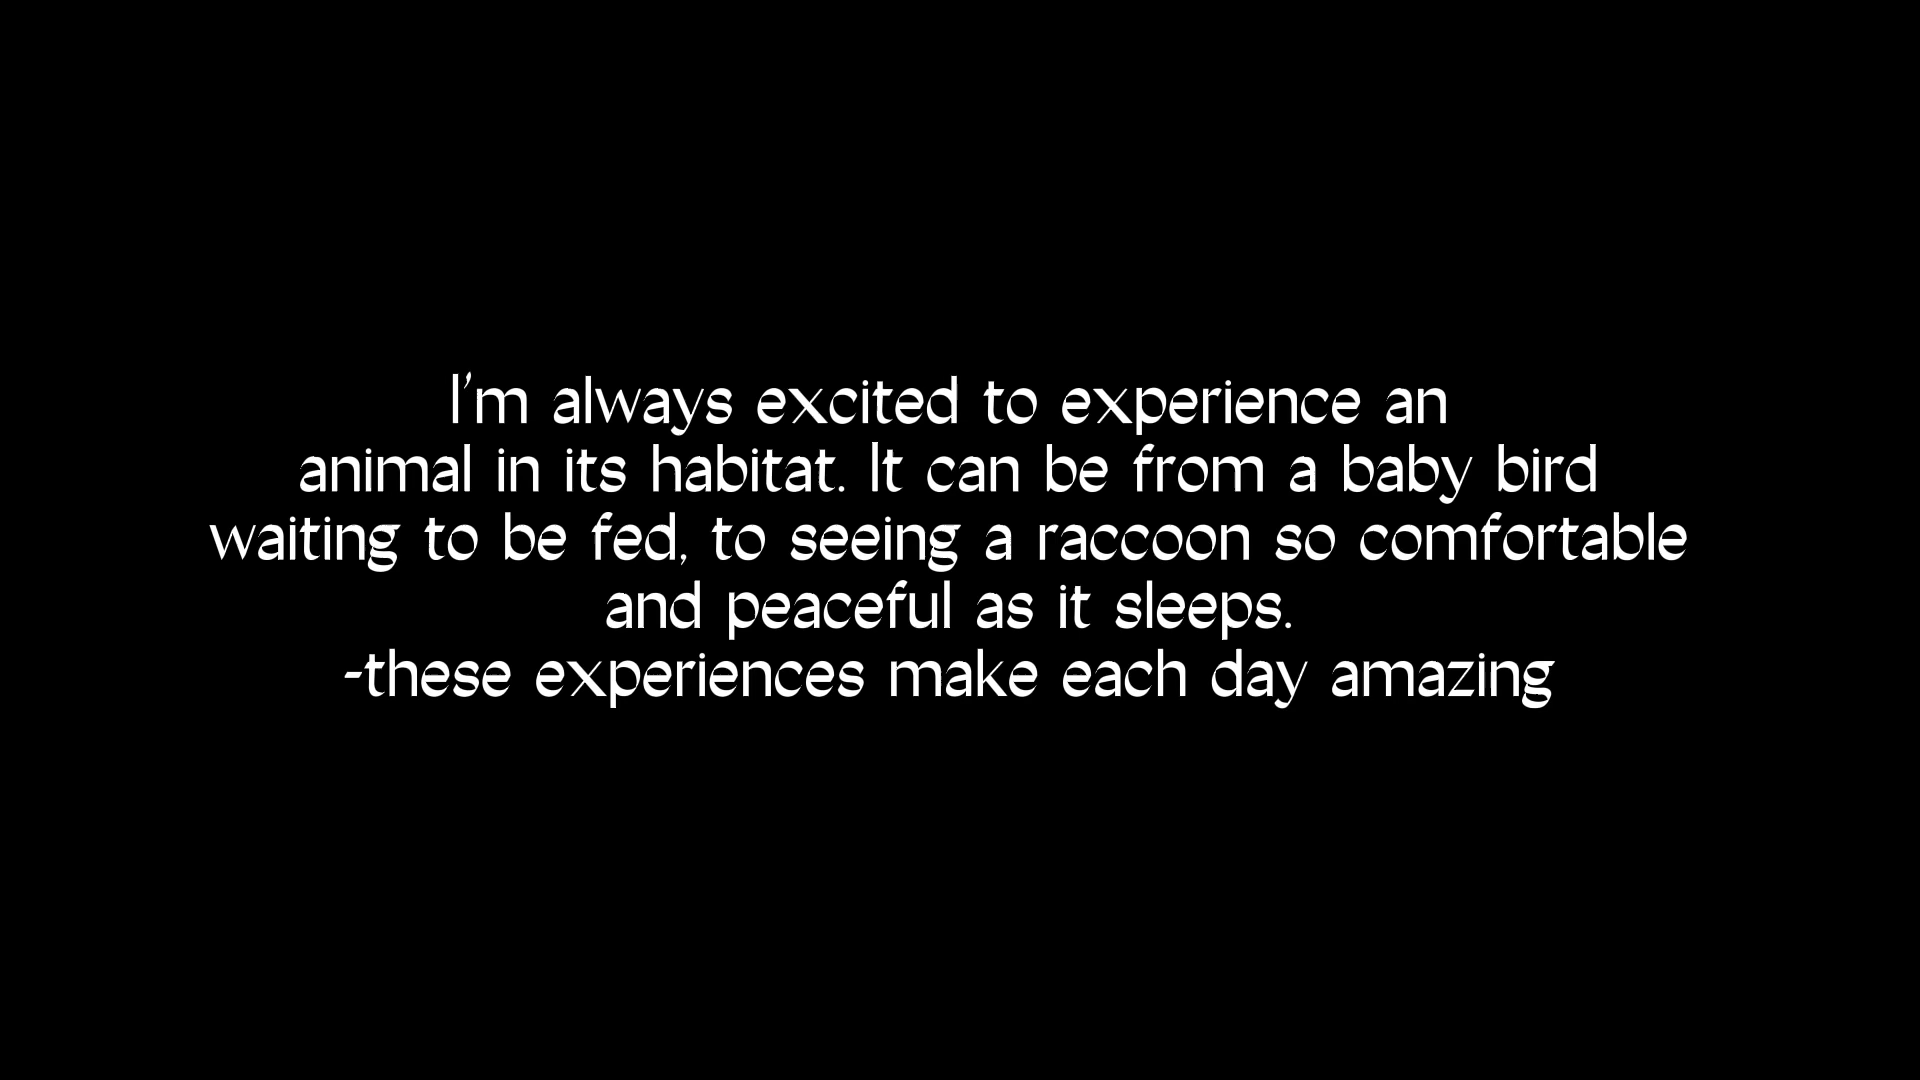 I'm always excited to experience an
animal in its habitat. It can be from a baby bird
waiting to be fed, to seeing a raccoon so comfortable
and peaceful as it sleeps.
-these experiences make each day amazing